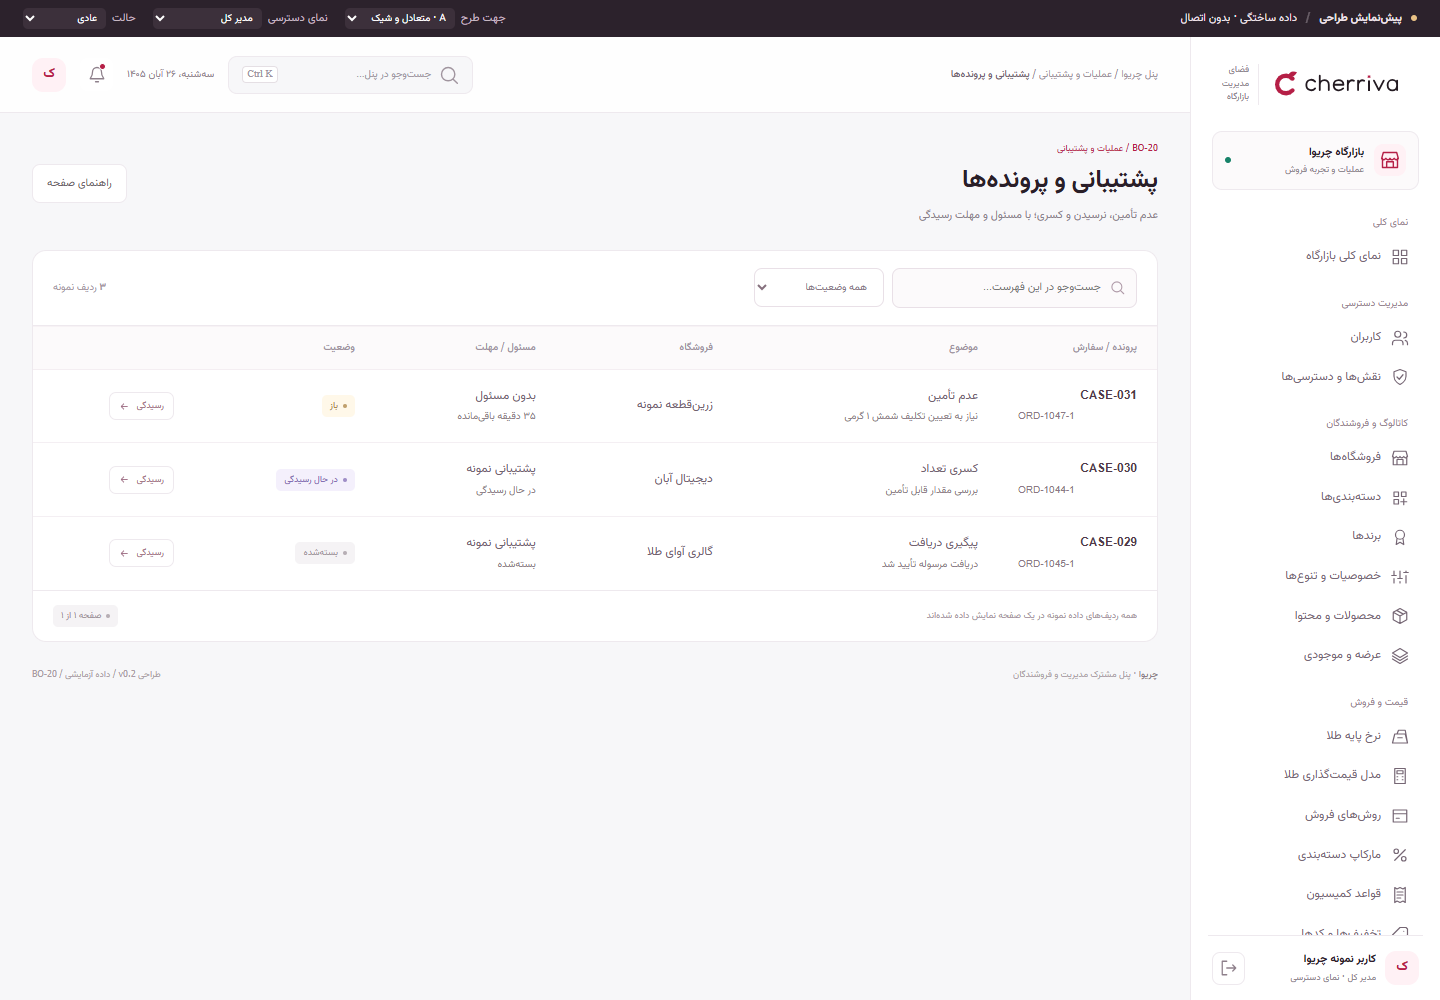 پیش‌نمایش طراحی / داده ساختگی · بدون اتصال
جهت طرح A · متعادل و شیک نمای دسترسی مدیر کل حالت عادی
cherriva فضای مدیریت بازارگاه
بازارگاه چریوا
عملیات و تجربه فروش
نمای کلی
نمای کلی بازارگاه
مدیریت دسترسی
کاربران
نقش‌ها و دسترسی‌ها
کاتالوگ و فروشندگان
فروشگاه‌ها
دسته‌بندی‌ها
برندها
خصوصیات و تنوع‌ها
محصولات و محتوا
عرضه و موجودی
قیمت و فروش
نرخ پایه طلا
مدل قیمت‌گذاری طلا
روش‌های فروش
مارکاپ دسته‌بندی
قواعد کمیسیون
تخفیف‌ها و کدها
ک کاربر نمونه چریوا
مدیر کل · نمای دسترسی
پنل چریوا / عملیات و پشتیبانی / پشتیبانی و پرونده‌ها
جست‌وجو در پنل... Ctrl K
سه‌شنبه، ۲۶ آبان ۱۴۰۵
ک
BO-20 / عملیات و پشتیبانی
پشتیبانی و پرونده‌ها
عدم تأمین، نرسیدن و کسری؛ با مسئول و مهلت رسیدگی
راهنمای صفحه
جست‌وجو در این فهرست... همه وضعیت‌ها ۳ ردیف نمونه
پرونده / سفارش موضوع فروشگاه مسئول / مهلت وضعیت
CASE-031 عدم تأمین زرین‌قطعه نمونه بدون مسئول باز رسیدگی ←
ORD-1047-1 نیاز به تعیین تکلیف شمش ۱ گرمی ۳۵ دقیقه باقی‌مانده
CASE-030 کسری تعداد دیجیتال آبان پشتیبانی نمونه در حال رسیدگی رسیدگی ←
ORD-1044-1 بررسی مقدار قابل تأمین در حال رسیدگی
CASE-029 پیگیری دریافت گالری آوای طلا پشتیبانی نمونه بسته‌شده رسیدگی ←
ORD-1045-1 دریافت مرسوله تأیید شد بسته‌شده
همه ردیف‌های داده نمونه در یک صفحه نمایش داده شده‌اند صفحه ۱ از ۱
چریوا · پنل مشترک مدیریت و فروشندگان
طراحی v0.2 / داده آزمایشی / BO-20